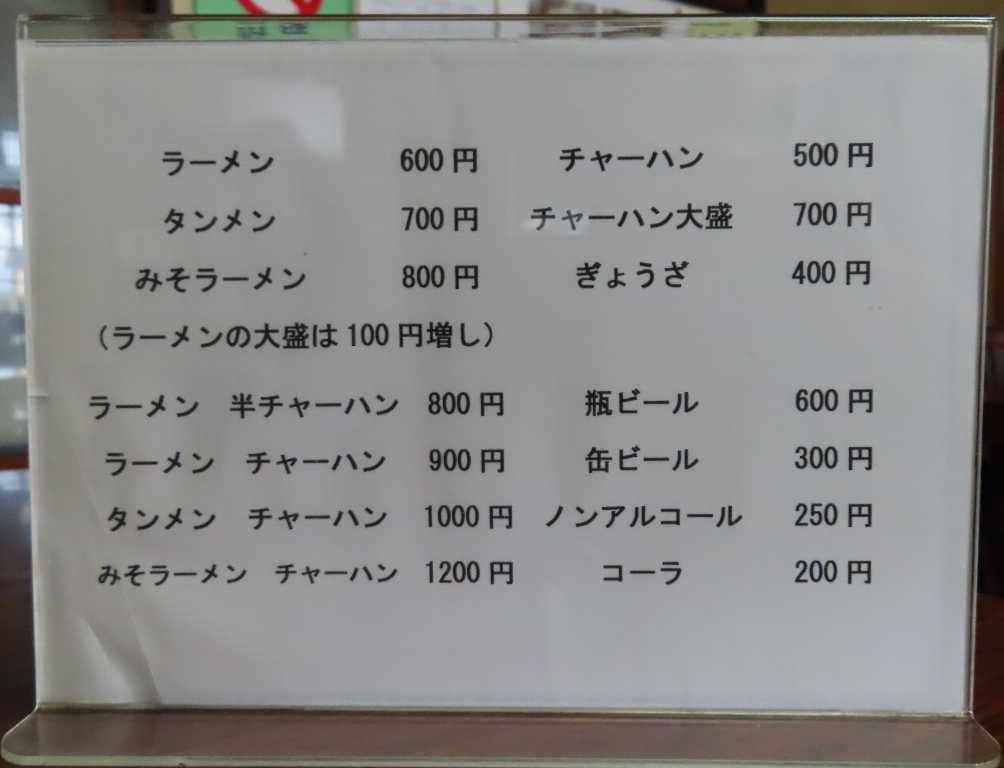 ラーメン 600円 チャーハン 500円
タンメン 700円 チャーハン大盛 700円
みそラーメン 800円 ぎょうざ 400円
（ラーメンの大盛は100円増し）
ラーメン 半チャーハン 800円 瓶ビール 600円
ラーメン チャーハン 900円 缶ビール 300円
タンメン チャーハン 1000円 ノンアルコール 250円
みそラーメン チャーハン 1200円 コーラ 200円